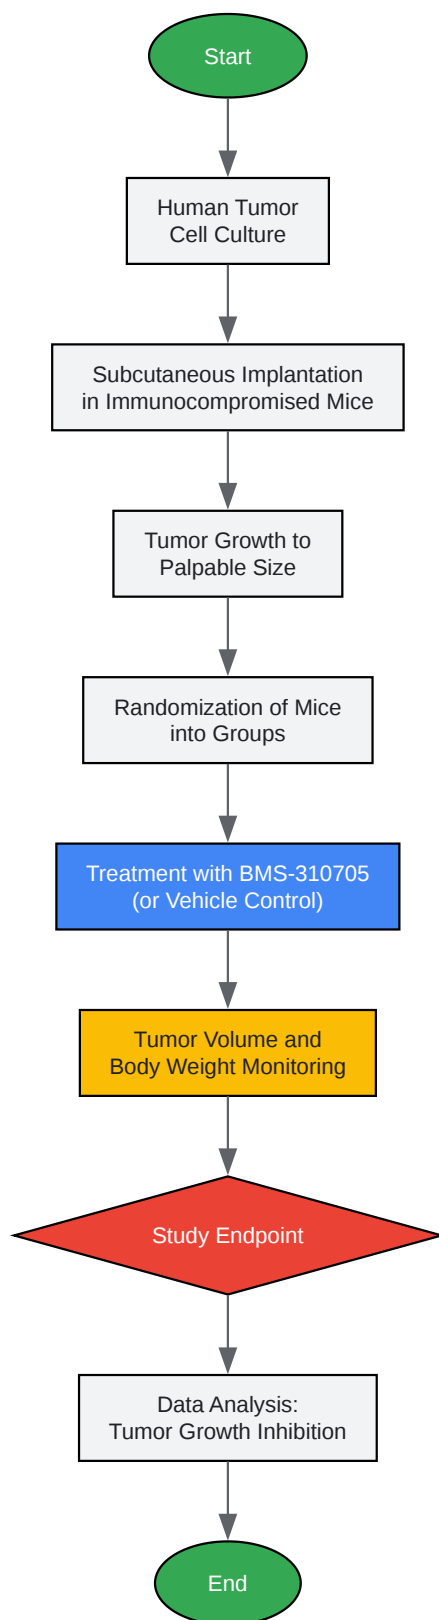 Start
Human Tumor
Cell Culture
Subcutaneous Implantation
in Immunocompromised Mice
Tumor Growth to
Palpable Size
Randomization of Mice
into Groups
Treatment with BMS-310705
(or Vehicle Control)
Tumor Volume and
Body Weight Monitoring
Study Endpoint
Data Analysis:
Tumor Growth Inhibition
End